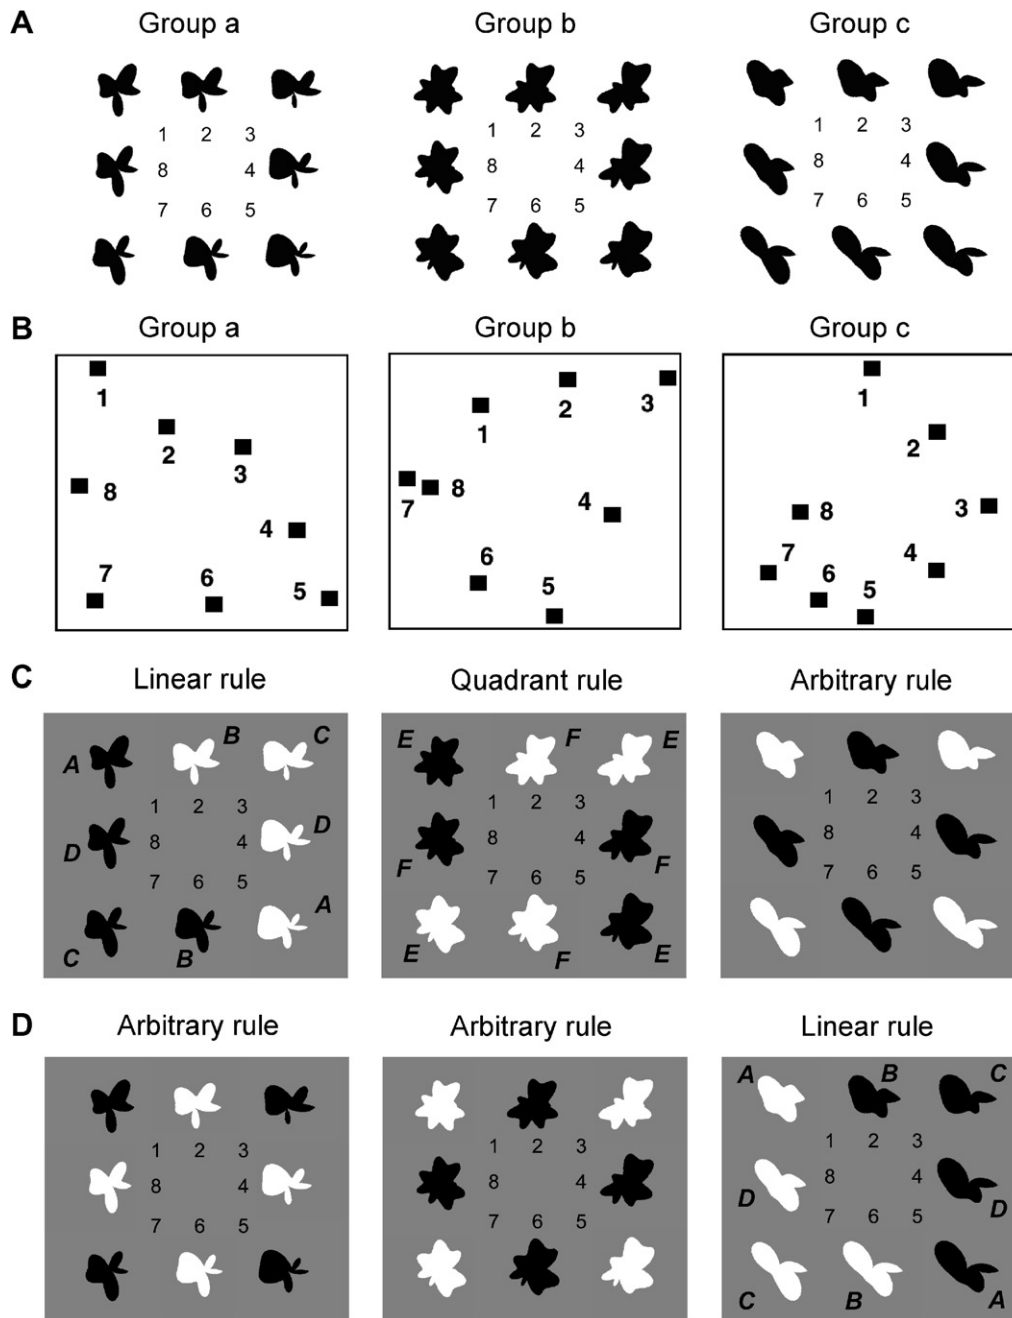 A Group a Group b Group c
1 2 3 1 2 3 1 2 3
8 4 8 4 8 4
7 6 5 7 6 5 7 6 5
B Group a Group b Group c
1 2 3 4 5 6 7 8
1 2 3 4 5 6 7 8
1 2 3 4 5 6 7 8
C Linear rule Quadrant rule Arbitrary rule
A B C E F E
1 2 3 1 2 3 1 2 3
D 8 4 D F 8 4 F 8 4
7 6 5 7 6 5 7 6 5
C B A E F E
D Arbitrary rule Arbitrary rule Linear rule
A B C
1 2 3 1 2 3 1 2 3
8 4 8 4 D 8 4 D
7 6 5 7 6 5 7 6 5
C B A